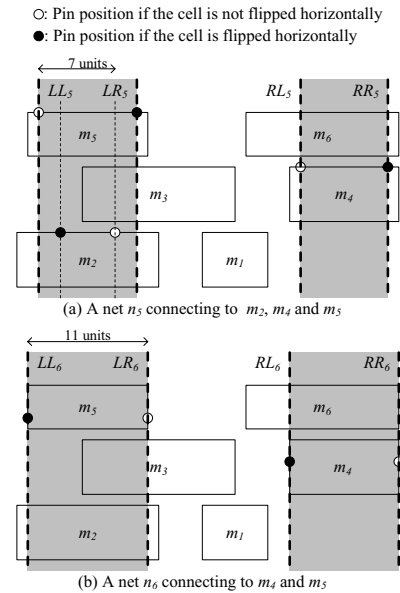 ○: Pin position if the cell is not flipped horizontally
●: Pin position if the cell is flipped horizontally
7 units
LL5 LR5 RL5 RR5
m5 m6
m3 m4
m2 m1
(a) A net n5 connecting to m2, m4 and m5
11 units
LL6 LR6 RL6 RR6
m5 m6
m3 m4
m2 m1
(b) A net n6 connecting to m4 and m5